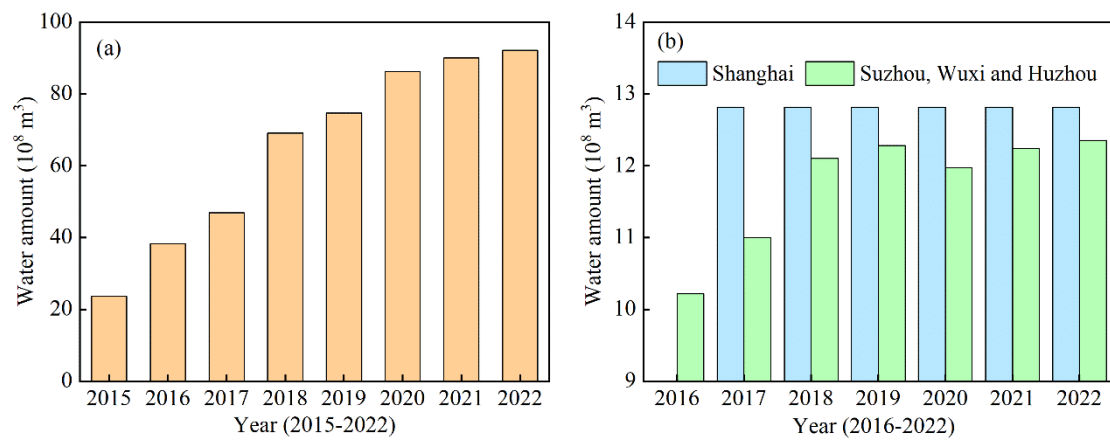 (a)
Water amount (10⁸ m³)
100
80
60
40
20
0
2015 2016 2017 2018 2019 2020 2021 2022
Year (2015-2022)
(b)
Shanghai
Suzhou, Wuxi and Huzhou
Water amount (10⁸ m³)
14
13
12
11
10
9
2016 2017 2018 2019 2020 2021 2022
Year (2016-2022)